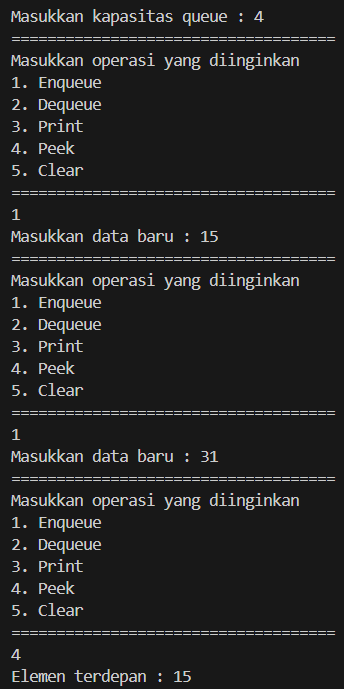 Masukkan kapasitas queue : 4
====================================
Masukkan operasi yang diinginkan
1. Enqueue
2. Dequeue
3. Print
4. Peek
5. Clear
====================================
1
Masukkan data baru : 15
====================================
Masukkan operasi yang diinginkan
1. Enqueue
2. Dequeue
3. Print
4. Peek
5. Clear
====================================
1
Masukkan data baru : 31
====================================
Masukkan operasi yang diinginkan
1. Enqueue
2. Dequeue
3. Print
4. Peek
5. Clear
====================================
4
Elemen terdepan : 15